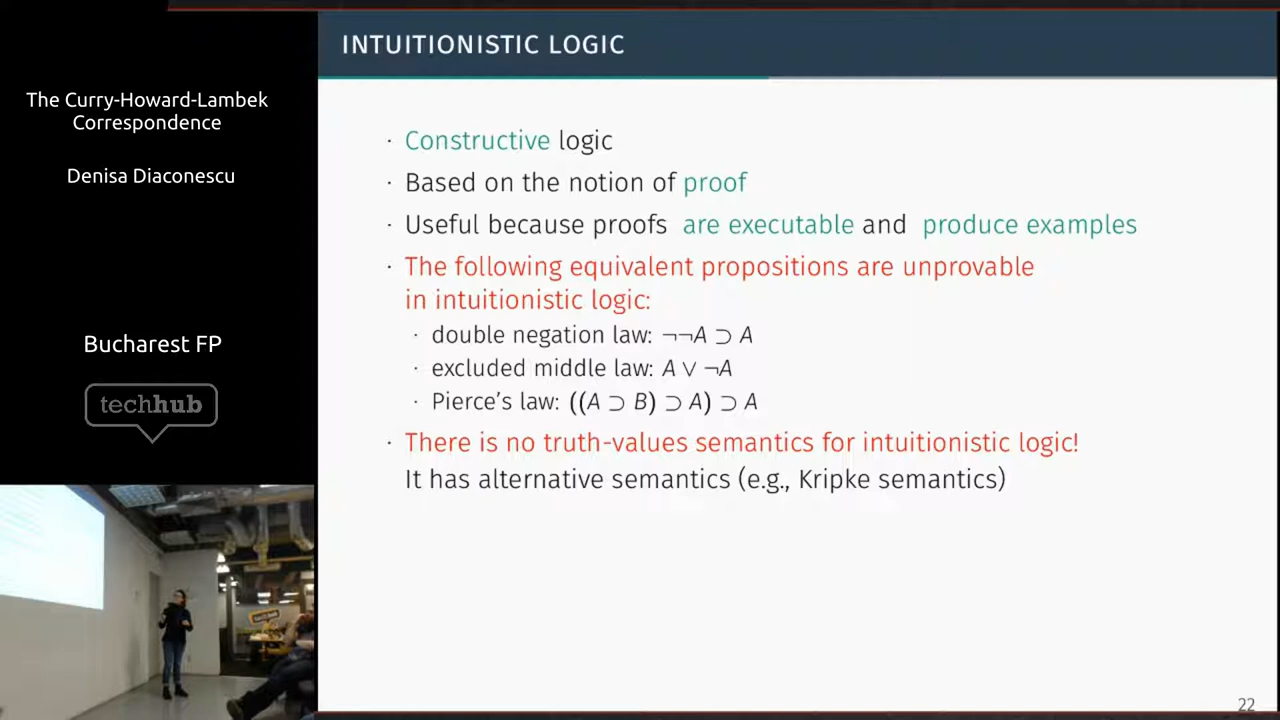 The Curry-Howard-Lambek
Correspondence
Denisa Diaconescu
Bucharest FP
techhub
INTUITIONISTIC LOGIC
· Constructive logic
· Based on the notion of proof
· Useful because proofs are executable and produce examples
· The following equivalent propositions are unprovable
in intuitionistic logic:
· double negation law: ¬¬A ⊃ A
· excluded middle law: A ∨ ¬A
· Pierce's law: ((A ⊃ B) ⊃ A) ⊃ A
· There is no truth-values semantics for intuitionistic logic!
It has alternative semantics (e.g., Kripke semantics)
22